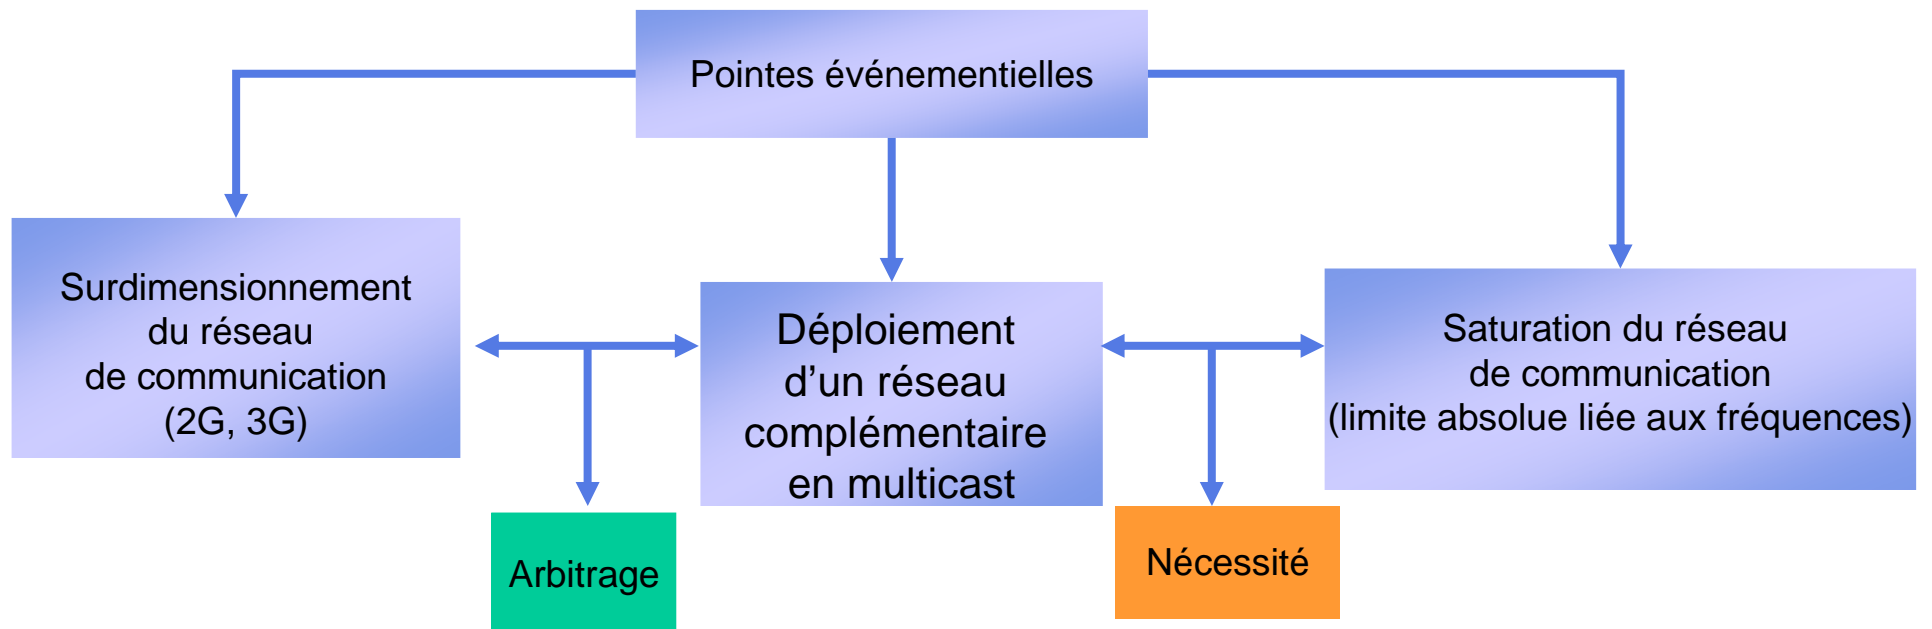 Pointes événementielles
Surdimensionnement
du réseau
de communication
(2G, 3G)
Déploiement
d’un réseau
complémentaire
en multicast
Saturation du réseau
de communication
(limite absolue liée aux fréquences)
Arbitrage
Nécessité